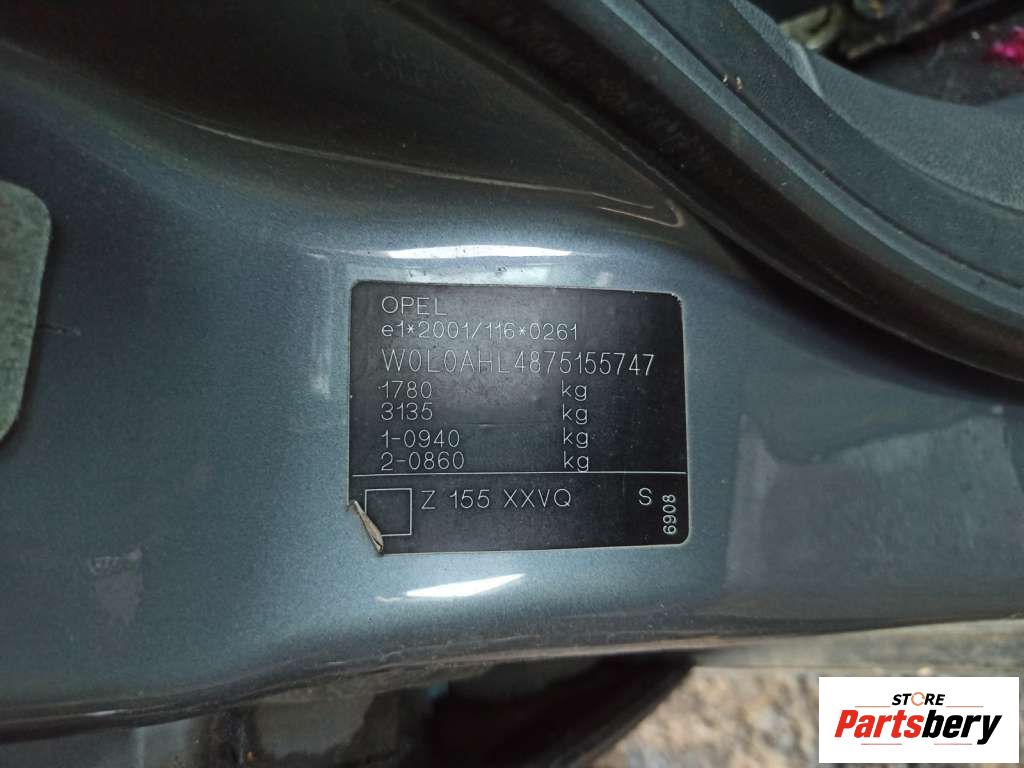 OPEL
e1*2001/116*0261
W0L0AHL4875155747
1780 kg
3135 kg
1-0940 kg
2-0860 kg
Z 155 XXVQ S
6908
STORE
Partsbery